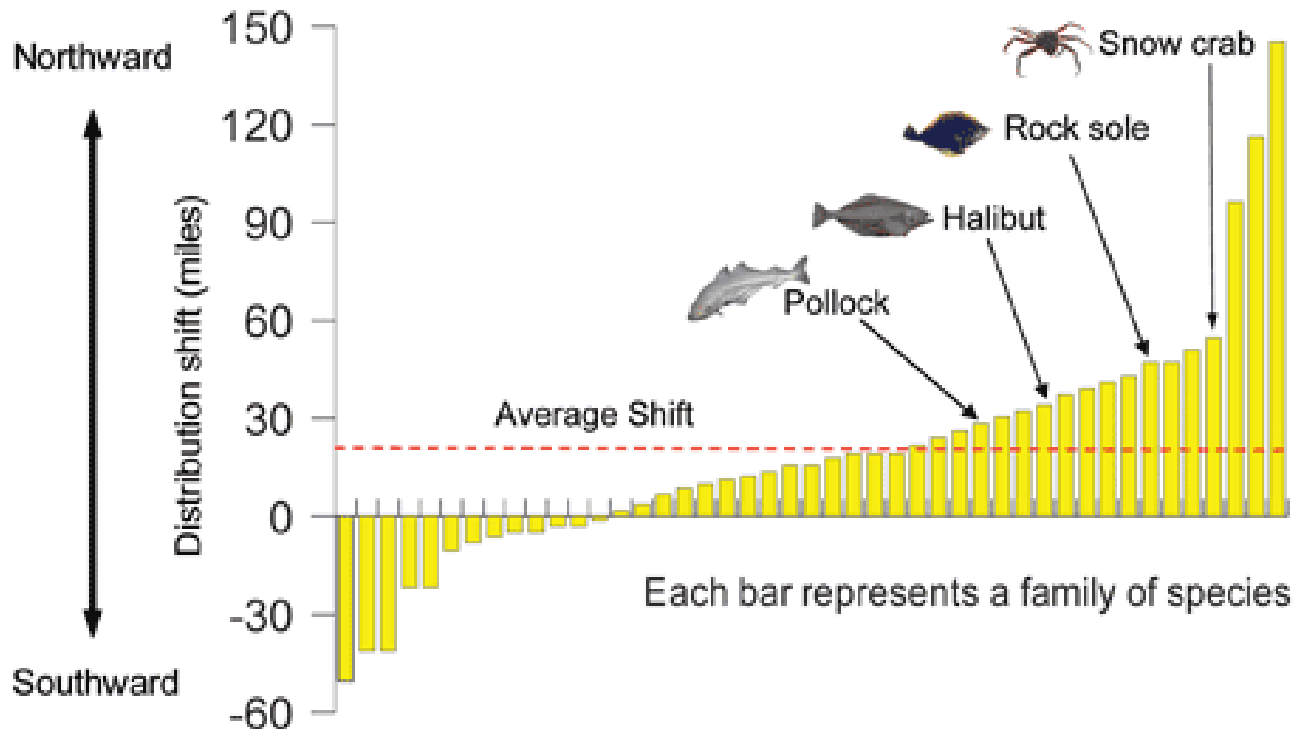 Northward
Southward
Distribution shift (miles)
150
120
90
60
30
0
-30
-60
Snow crab
Rock sole
Halibut
Pollock
Average Shift
Each bar represents a family of species